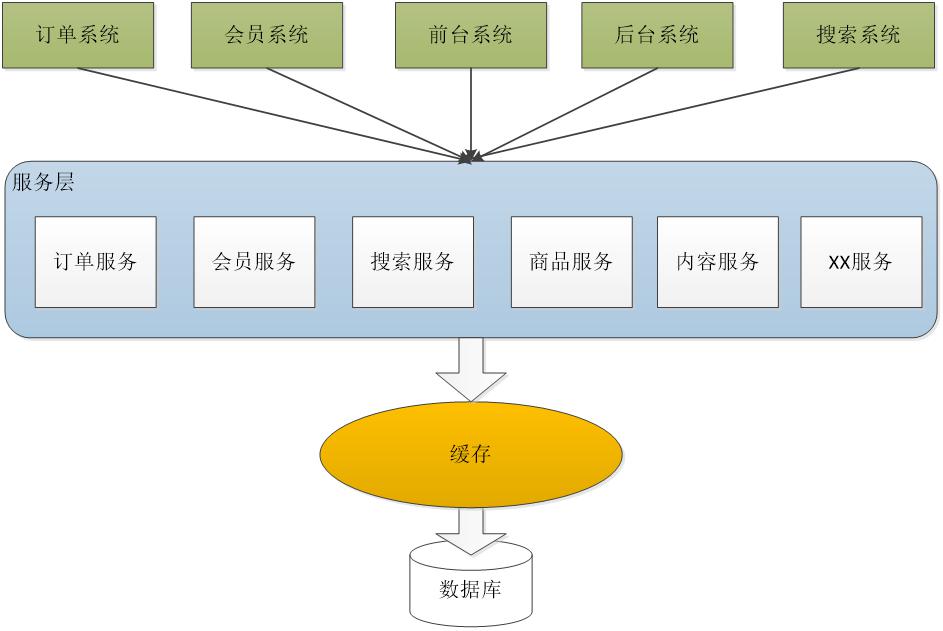 订单系统
会员系统
前台系统
后台系统
搜索系统
服务层
订单服务
会员服务
搜索服务
商品服务
内容服务
XX服务
缓存
数据库